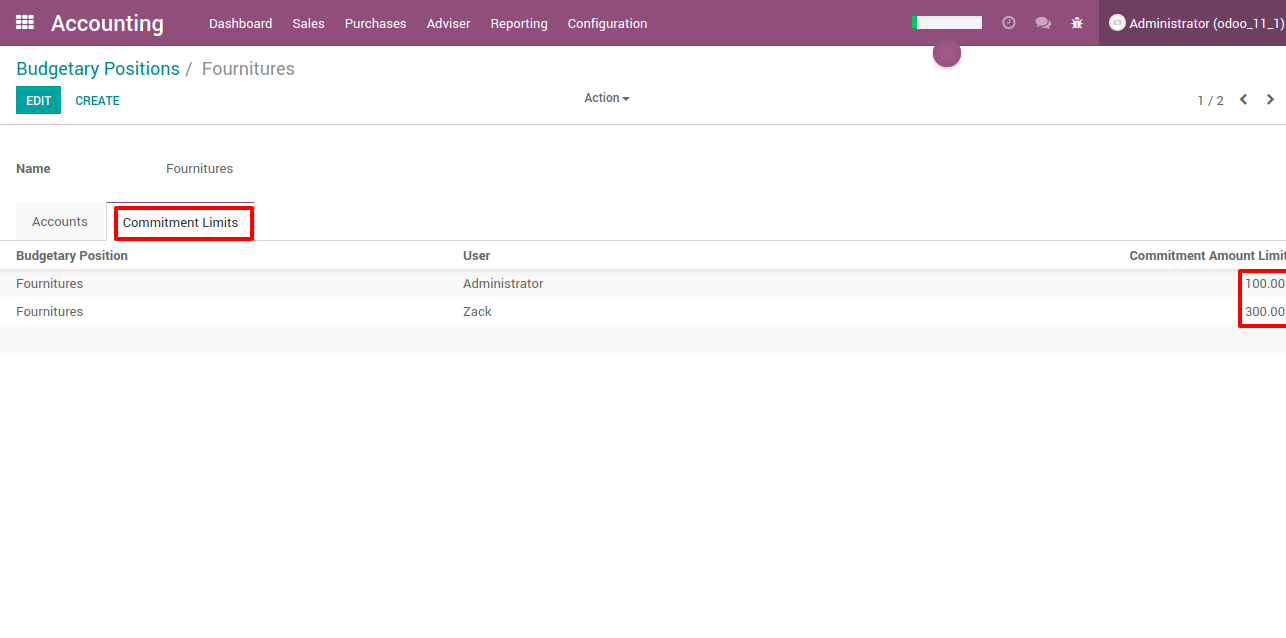 Accounting Dashboard Sales Purchases Adviser Reporting Configuration Administrator (odoo_11_1)
Budgetary Positions / Fournitures
EDIT CREATE Action 1 / 2
Name Fournitures
Accounts Commitment Limits
Budgetary Position User Commitment Amount Limit
Fournitures Administrator 100.00
Fournitures Zack 300.00